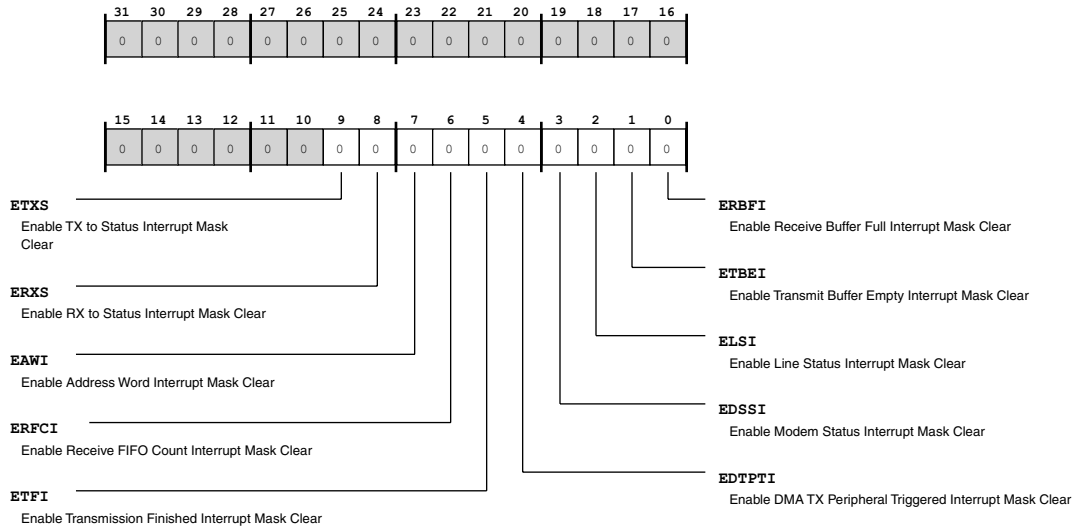 31 30 29 28 27 26 25 24 23 22 21 20 19 18 17 16
0 0 0 0 0 0 0 0 0 0 0 0 0 0 0 0
15 14 13 12 11 10 9 8 7 6 5 4 3 2 1 0
0 0 0 0 0 0 0 0 0 0 0 0 0 0 0 0
ETXS
Enable TX to Status Interrupt Mask
Clear
ERXS
Enable RX to Status Interrupt Mask Clear
EAWI
Enable Address Word Interrupt Mask Clear
ERFCI
Enable Receive FIFO Count Interrupt Mask Clear
ETFI
Enable Transmission Finished Interrupt Mask Clear
ERBFI
Enable Receive Buffer Full Interrupt Mask Clear
ETBEI
Enable Transmit Buffer Empty Interrupt Mask Clear
ELSI
Enable Line Status Interrupt Mask Clear
EDSSI
Enable Modem Status Interrupt Mask Clear
EDTPTI
Enable DMA TX Peripheral Triggered Interrupt Mask Clear